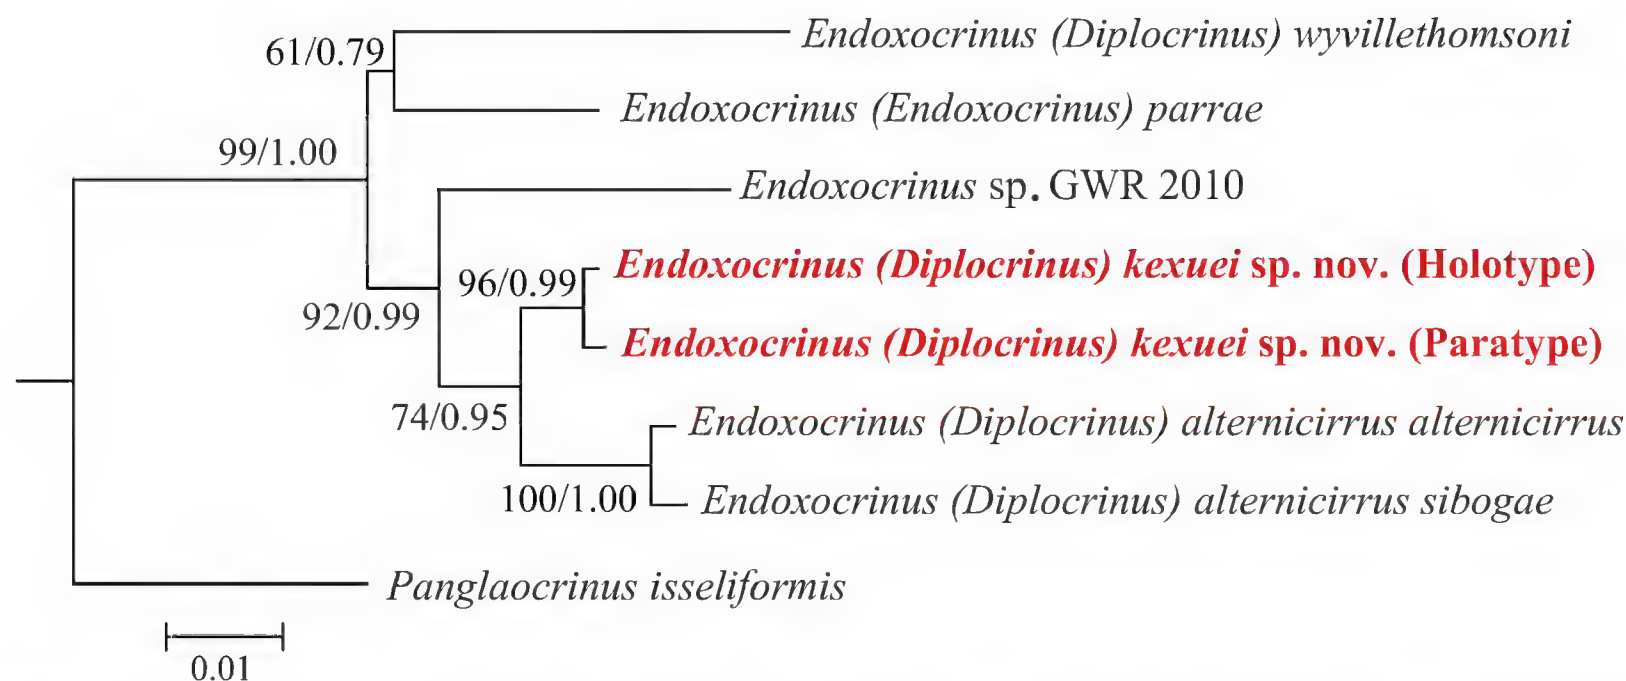 Endoxocrinus (Diplocrinus) wyvillethomsoni
61/0.79
Endoxocrinus (Endoxocrinus) parrae
99/1.00
Endoxocrinus sp. GWR 2010
Endoxocrinus (Diplocrinus) kexuei sp. nov. (Holotype)
96/0.99
92/0.99
Endoxocrinus (Diplocrinus) kexuei sp. nov. (Paratype)
74/0.95
Endoxocrinus (Diplocrinus) alternicirrus alternicirrus
100/1.00
Endoxocrinus (Diplocrinus) alternicirrus sibogae
Panglaocrinus isseliformis
0.01